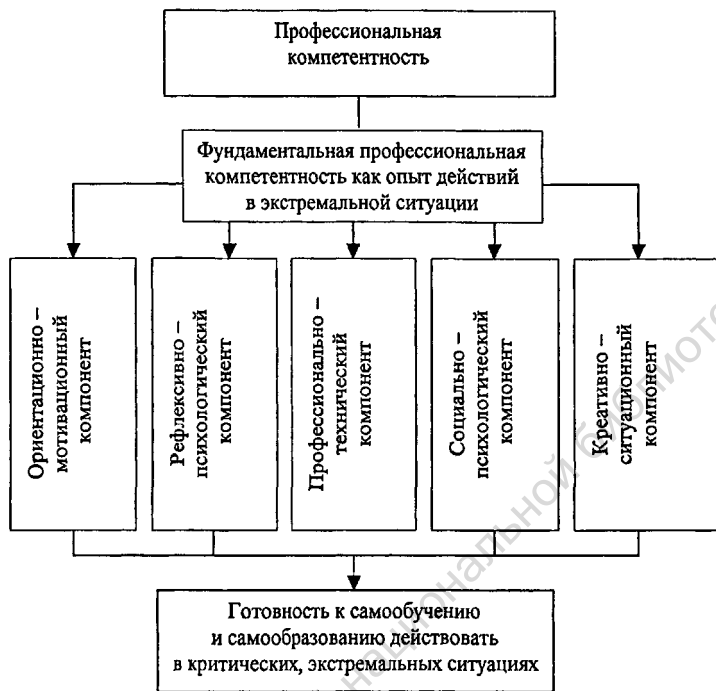 Профессиональная
компетентность
Фундаментальная профессиональная
компетентность как опыт действий
в экстремальной ситуации
Ориентационно –
мотивационный
компонент
Рефлексивно –
психологический
компонент
Профессионально –
технический
компонент
Социально –
психологический
компонент
Креативно –
ситуационный
компонент
Готовность к самообучению
и самообразованию действовать
в критических, экстремальных ситуациях